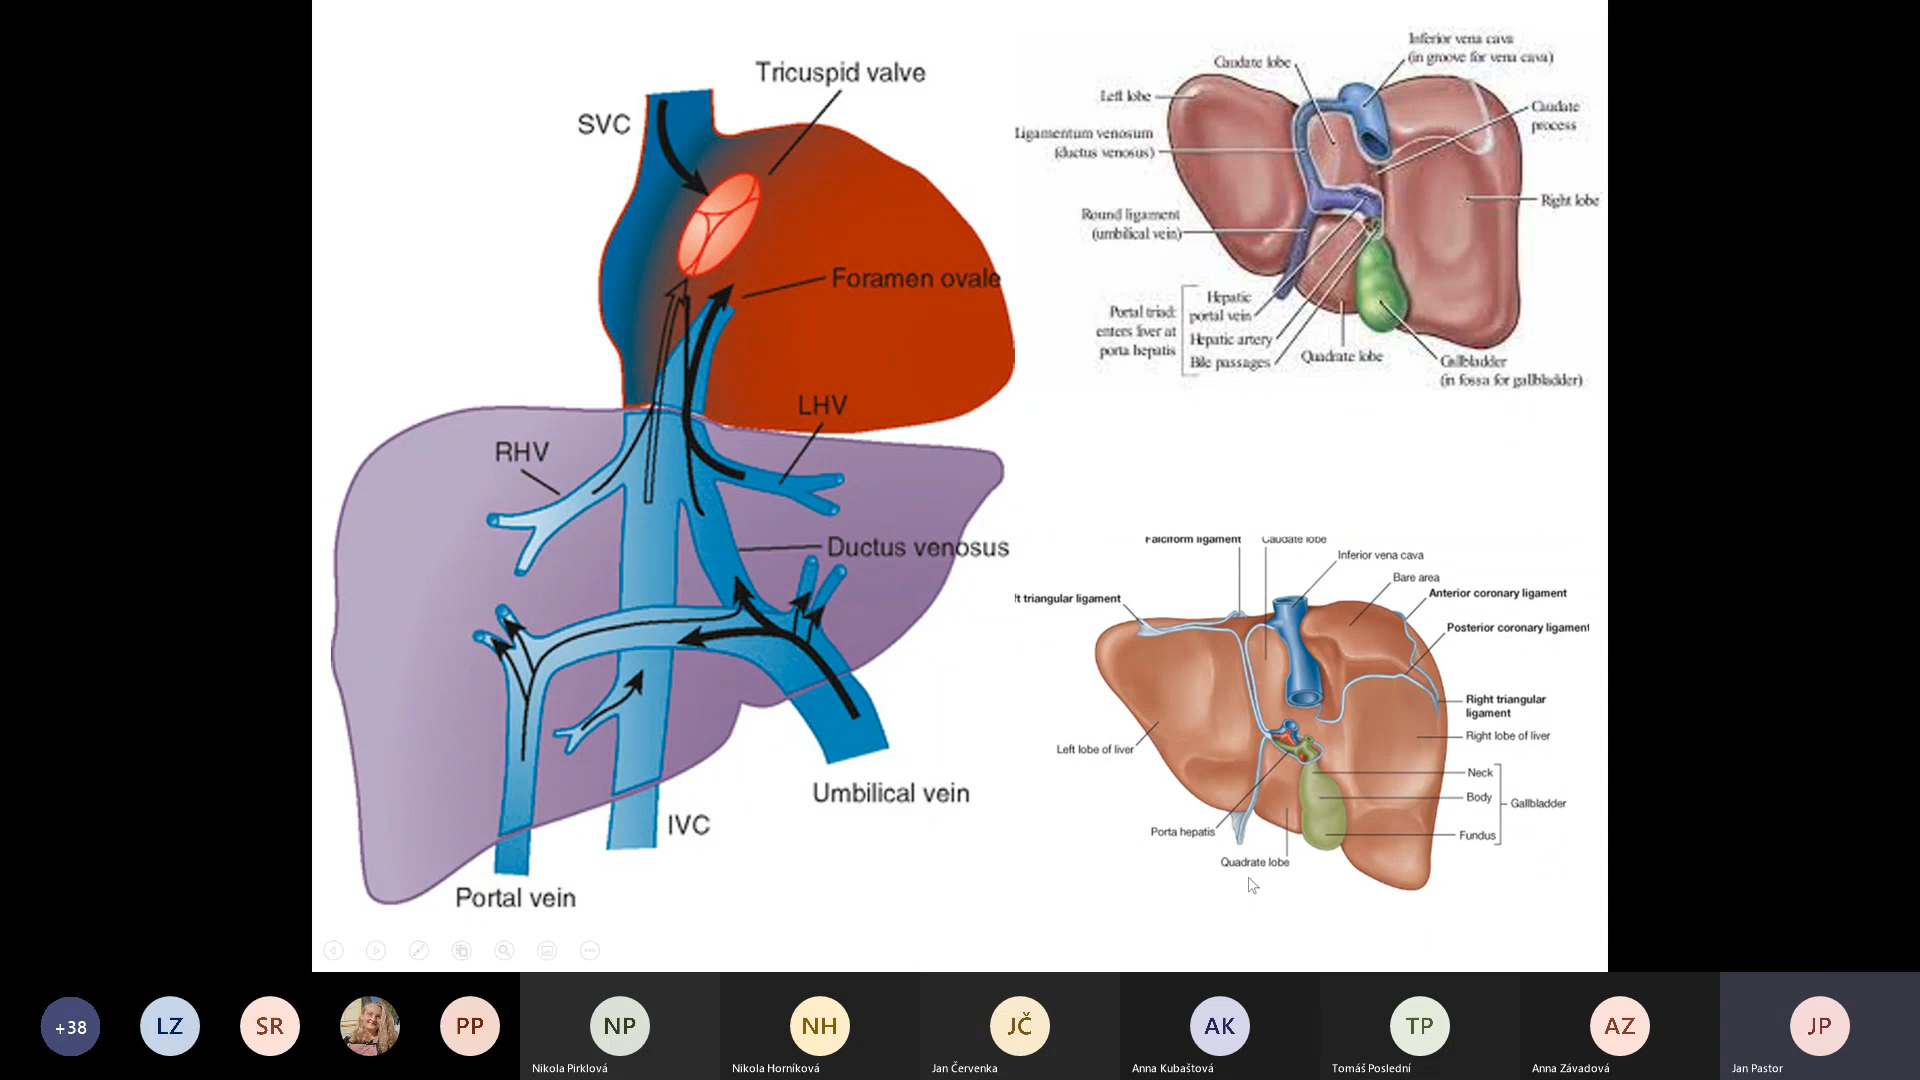 Tricuspid valve
SVC
Foramen ovale
LHV
RHV
Ductus venosus
Umbilical vein
IVC
Portal vein
Inferior vena cava
(in groove for vena cava)
Caudate lobe
Left lobe
Caudate
process
Ligamentum venosum
(ductus venosus)
Right lobe
Round ligament
(umbilical vein)
Portal triad:
enters liver at
porta hepatis
Hepatic
portal vein
Hepatic artery
Bile passages
Quadrate lobe
Gallbladder
(in fossa for gallbladder)
Falciform ligament
Caudate lobe
Inferior vena cava
Bare area
Anterior coronary ligament
ft triangular ligament
Posterior coronary ligament
Right triangular
ligament
Right lobe of liver
Left lobe of liver
Neck
Body
Gallbladder
Fundus
Porta hepatis
Quadrate lobe
+38
LZ
SR
PP
NP
Nikola Pirklová
NH
Nikola Horníková
JČ
Jan Červenka
AK
Anna Kubaštová
TP
Tomáš Poslední
AZ
Anna Závadová
JP
Jan Pastor